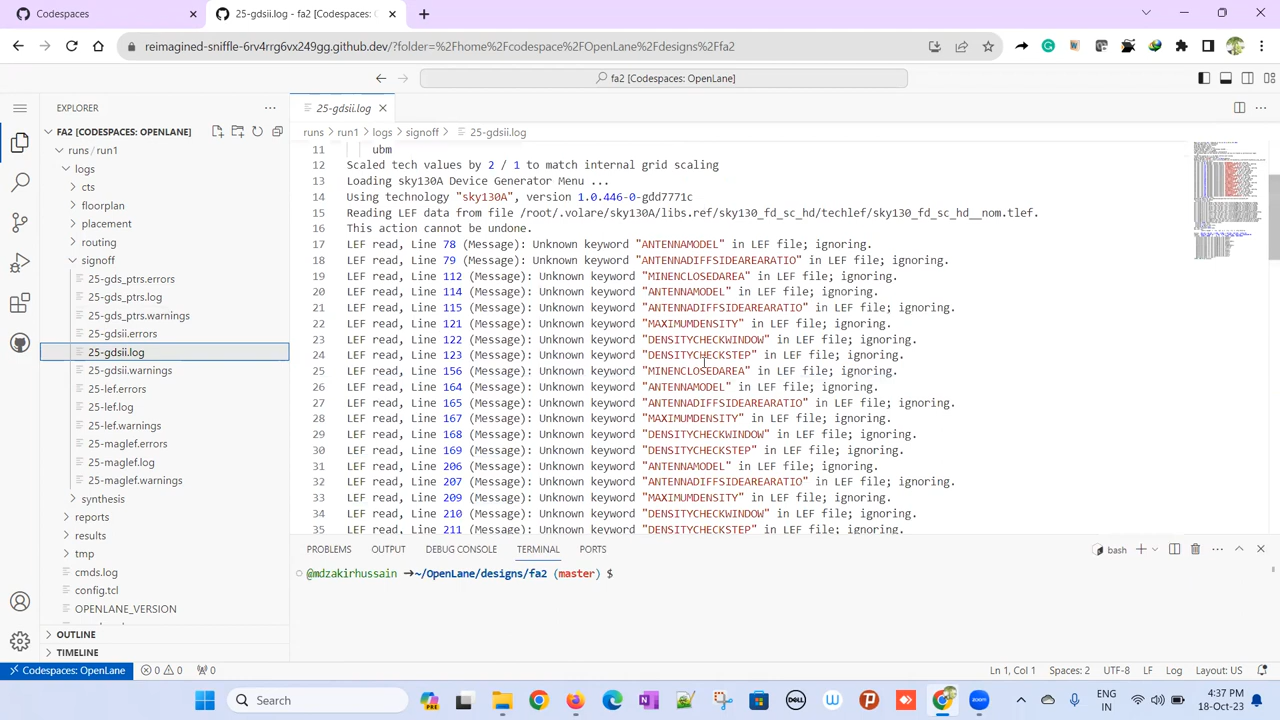 Codespaces
25-gdsii.log - fa2 [Codespaces: O
reimagined-sniffle-6rv4rrg6vx249gg.github.dev/?folder=%2Fhome%2Fcodespace%2FOpenLane%2Fdesigns%2Ffa2
fa2 [Codespaces: OpenLane]
EXPLORER
FA2 [CODESPACES: OPENLANE]
runs / run1
logs
cts
floorplan
placement
routing
signoff
25-gds_ptrs.errors
25-gds_ptrs.log
25-gds_ptrs.warnings
25-gdsii.errors
25-gdsii.log
25-gdsii.warnings
25-lef.errors
25-lef.log
25-lef.warnings
25-maglef.errors
25-maglef.log
25-maglef.warnings
synthesis
reports
results
tmp
cmds.log
config.tcl
OPENLANE_VERSION
OUTLINE
TIMELINE
25-gdsii.log
runs > run1 > logs > signoff > 25-gdsii.log
11 ubm
12 Scaled tech values by 2 / 1 to match internal grid scaling
13 Loading sky130A Device Generator Menu ...
14 Using technology "sky130A", version 1.0.446-0-gdd7771c
15 Reading LEF data from file /root/.volare/sky130A/libs.ref/sky130_fd_sc_hd/techlef/sky130_fd_sc_hd__nom.tlef.
16 This action cannot be undone.
17 LEF read, Line 78 (Message): Unknown keyword "ANTENNAMODEL" in LEF file; ignoring.
18 LEF read, Line 79 (Message): Unknown keyword "ANTENNADIFFSIDEAREARATIO" in LEF file; ignoring.
19 LEF read, Line 112 (Message): Unknown keyword "MINENCLOSEDAREA" in LEF file; ignoring.
20 LEF read, Line 114 (Message): Unknown keyword "ANTENNAMODEL" in LEF file; ignoring.
21 LEF read, Line 115 (Message): Unknown keyword "ANTENNADIFFSIDEAREARATIO" in LEF file; ignoring.
22 LEF read, Line 121 (Message): Unknown keyword "MAXIMUMDENSITY" in LEF file; ignoring.
23 LEF read, Line 122 (Message): Unknown keyword "DENSITYCHECKWINDOW" in LEF file; ignoring.
24 LEF read, Line 123 (Message): Unknown keyword "DENSITYCHECKSTEP" in LEF file; ignoring.
25 LEF read, Line 156 (Message): Unknown keyword "MINENCLOSEDAREA" in LEF file; ignoring.
26 LEF read, Line 164 (Message): Unknown keyword "ANTENNAMODEL" in LEF file; ignoring.
27 LEF read, Line 165 (Message): Unknown keyword "ANTENNADIFFSIDEAREARATIO" in LEF file; ignoring.
28 LEF read, Line 167 (Message): Unknown keyword "MAXIMUMDENSITY" in LEF file; ignoring.
29 LEF read, Line 168 (Message): Unknown keyword "DENSITYCHECKWINDOW" in LEF file; ignoring.
30 LEF read, Line 169 (Message): Unknown keyword "DENSITYCHECKSTEP" in LEF file; ignoring.
31 LEF read, Line 206 (Message): Unknown keyword "ANTENNAMODEL" in LEF file; ignoring.
32 LEF read, Line 207 (Message): Unknown keyword "ANTENNADIFFSIDEAREARATIO" in LEF file; ignoring.
33 LEF read, Line 209 (Message): Unknown keyword "MAXIMUMDENSITY" in LEF file; ignoring.
34 LEF read, Line 210 (Message): Unknown keyword "DENSITYCHECKWINDOW" in LEF file; ignoring.
35 LEF read, Line 211 (Message): Unknown keyword "DENSITYCHECKSTEP" in LEF file; ignoring.
PROBLEMS OUTPUT DEBUG CONSOLE TERMINAL PORTS
bash
@mdzakirhussain ➜~/OpenLane/designs/fa2 (master) $
Codespaces: OpenLane 0 0 0
Ln 1, Col 1 Spaces: 2 UTF-8 LF Log Layout: US
Search
DELL
ENG
IN
4:37 PM
18-Oct-23